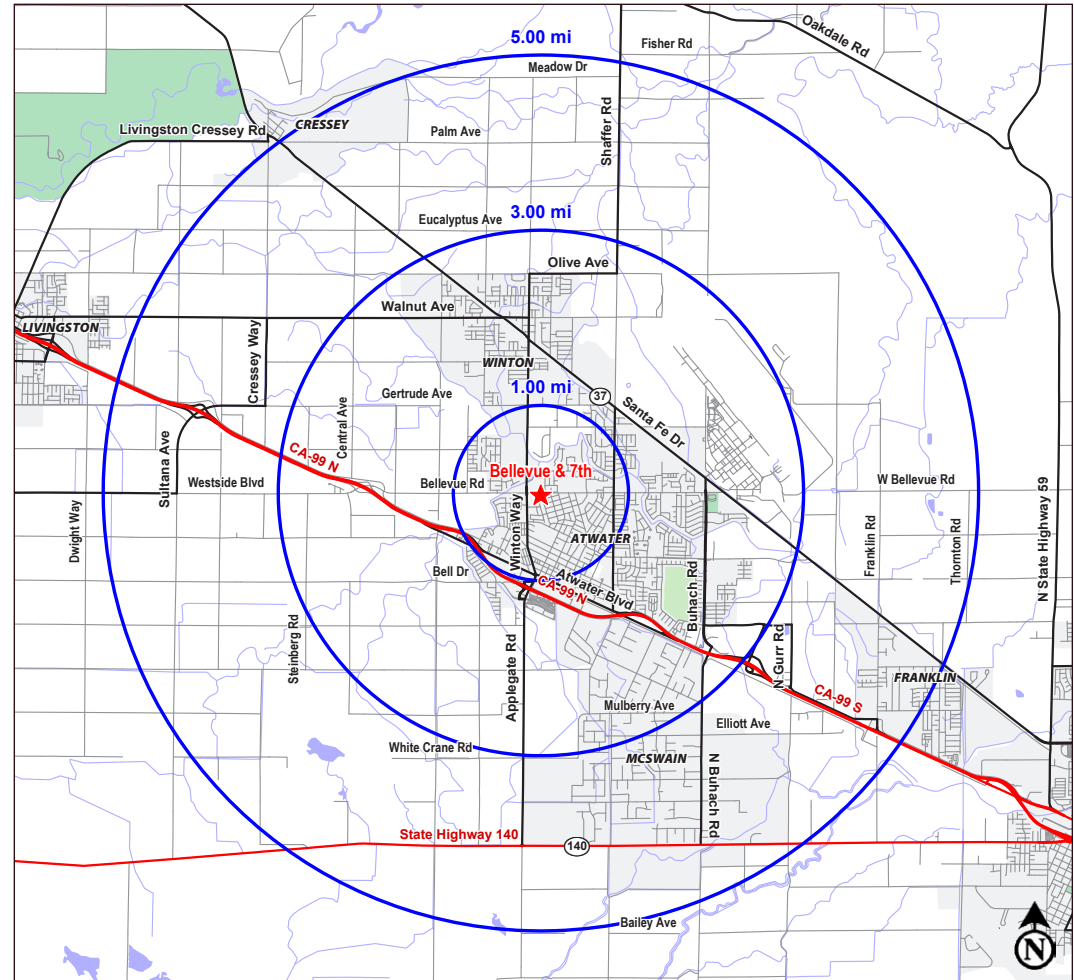 5.00 mi
Oakdale Rd
Fisher Rd
Meadow Dr
CRESSEY
Livingston Cressey Rd
Palm Ave
Shaffer Rd
3.00 mi
Eucalyptus Ave
Olive Ave
Walnut Ave
LIVINGSTON
Cressey Way
WINTON
1.00 mi
Gertrude Ave
37
Central Ave
Santa Fe Dr
Sultana Ave
CA-99 N
Bellevue & 7th
Westside Blvd
Bellevue Rd
W Bellevue Rd
Dwight Way
Winton Way
Franklin Rd
Thornton Rd
N State Highway 59
ATWATER
Bell Dr
CA-99 N
Atwater Blvd
Buhach Rd
Steinberg Rd
Applegate Rd
N Gurr Rd
FRANKLIN
CA-99 S
Mulberry Ave
Elliott Ave
White Crane Rd
MCSWAIN
N Buhach Rd
State Highway 140
140
Bailey Ave
N